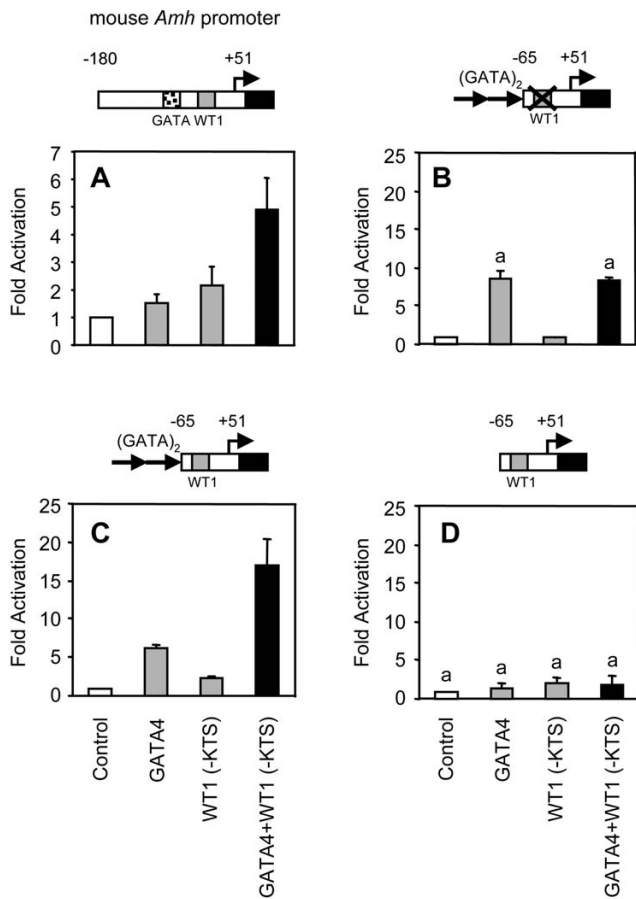 mouse Amh promoter
-180 +51
GATA WT1
A
Fold Activation
7
6
5
4
3
2
1
0
-65 +51
(GATA)2
WT1
B
Fold Activation
25
20
15
10
5
0
a a
-65 +51
(GATA)2
WT1
C
Fold Activation
25
20
15
10
5
0
Control
GATA4
WT1 (-KTS)
GATA4+WT1 (-KTS)
-65 +51
WT1
D
Fold Activation
25
20
15
10
5
0
a a a a
Control
GATA4
WT1 (-KTS)
GATA4+WT1 (-KTS)